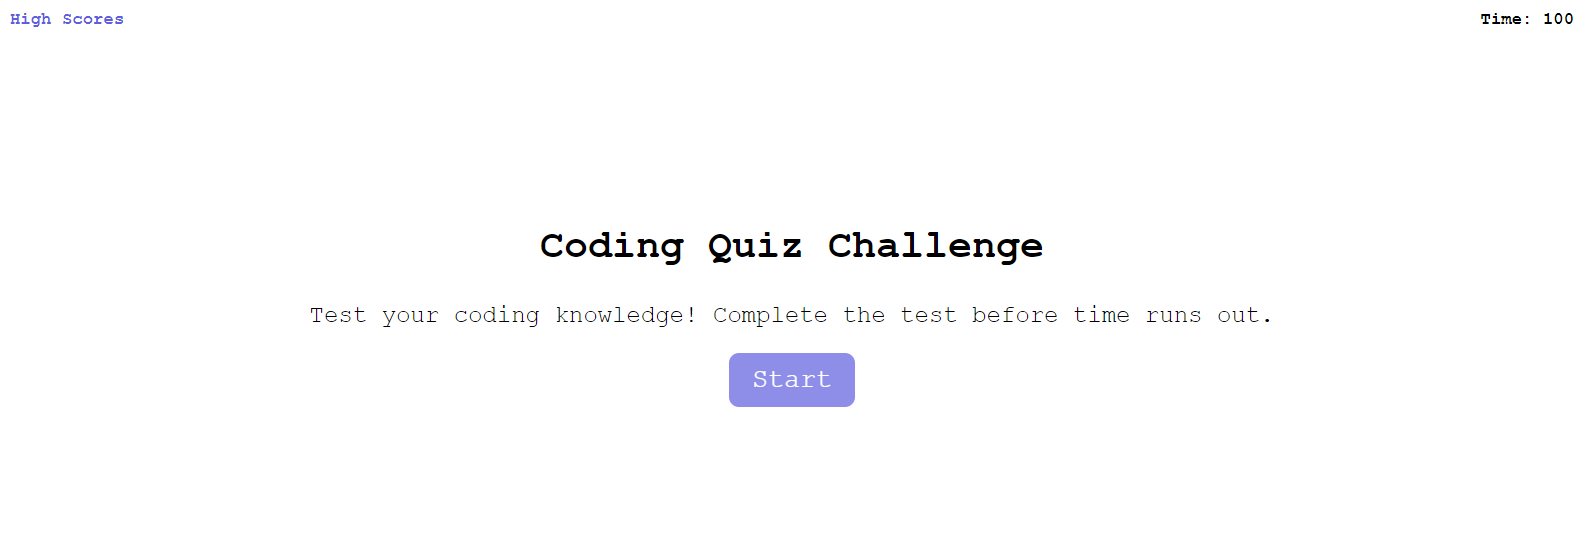 High Scores
Time: 100
Coding Quiz Challenge
Test your coding knowledge! Complete the test before time runs out.
Start